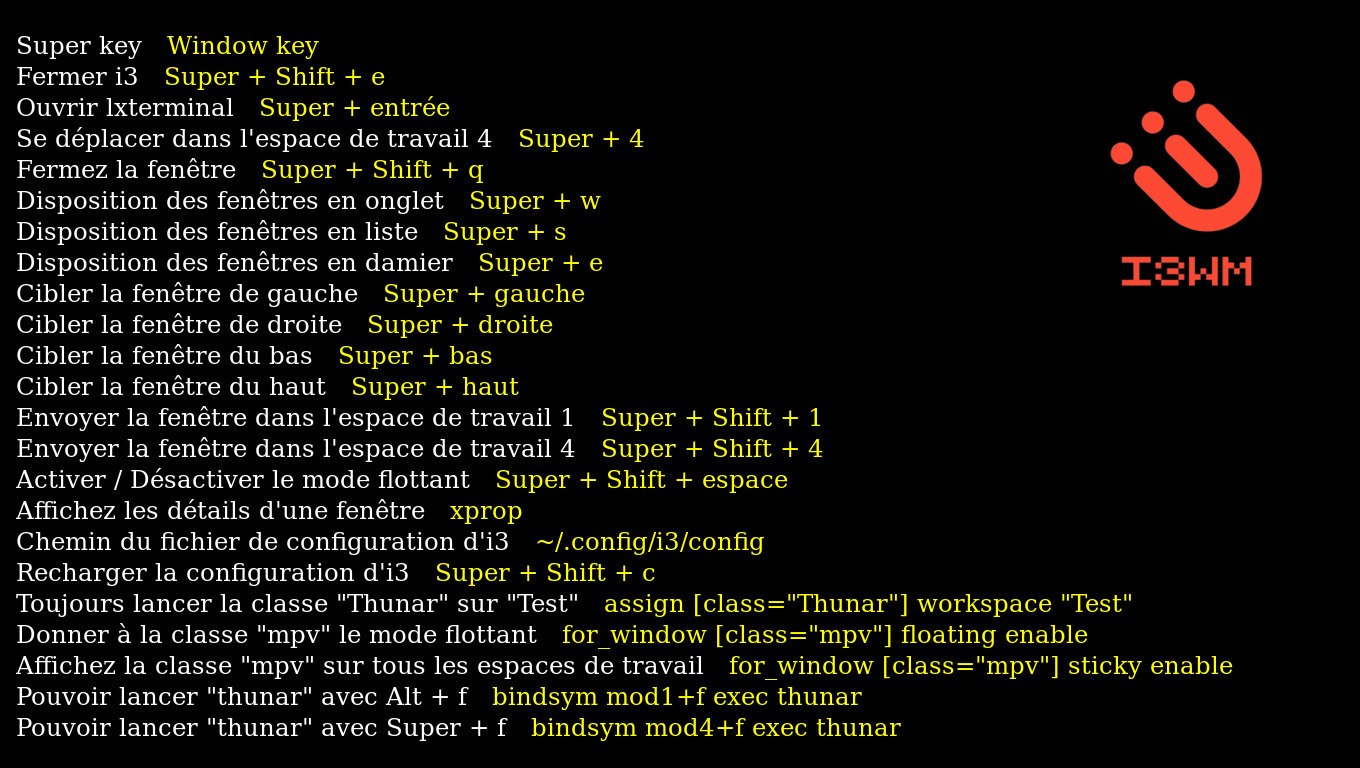 Super key Window key
Fermer i3 Super + Shift + e
Ouvrir lxterminal Super + entrée
Se déplacer dans l'espace de travail 4 Super + 4
Fermez la fenêtre Super + Shift + q
Disposition des fenêtres en onglet Super + w
Disposition des fenêtres en liste Super + s
Disposition des fenêtres en damier Super + e
Cibler la fenêtre de gauche Super + gauche
Cibler la fenêtre de droite Super + droite
Cibler la fenêtre du bas Super + bas
Cibler la fenêtre du haut Super + haut
Envoyer la fenêtre dans l'espace de travail 1 Super + Shift + 1
Envoyer la fenêtre dans l'espace de travail 4 Super + Shift + 4
Activer / Désactiver le mode flottant Super + Shift + espace
Affichez les détails d'une fenêtre xprop
Chemin du fichier de configuration d'i3 ~/.config/i3/config
Recharger la configuration d'i3 Super + Shift + c
Toujours lancer la classe "Thunar" sur "Test" assign [class="Thunar"] workspace "Test"
Donner à la classe "mpv" le mode flottant for_window [class="mpv"] floating enable
Affichez la classe "mpv" sur tous les espaces de travail for_window [class="mpv"] sticky enable
Pouvoir lancer "thunar" avec Alt + f bindsym mod1+f exec thunar
Pouvoir lancer "thunar" avec Super + f bindsym mod4+f exec thunar
I3WM